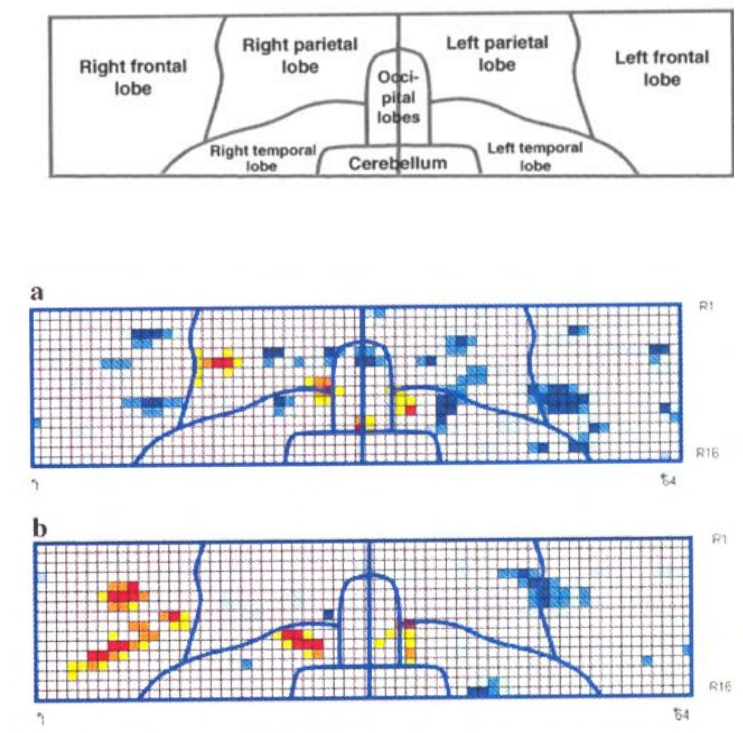 Right frontal
lobe
Right parietal
lobe
Occi-
pital
lobes
Left parietal
lobe
Left frontal
lobe
Right temporal
lobe
Cerebellum
Left temporal
lobe
a
R1
R16
1
64
b
R1
R16
1
64